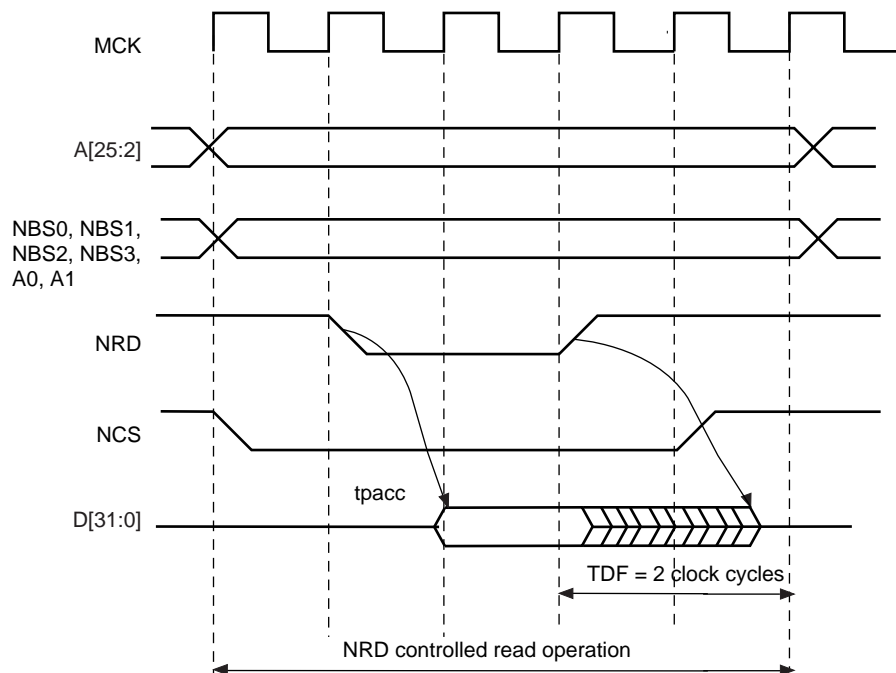 MCK
A[25:2]
NBS0, NBS1,
NBS2, NBS3,
A0, A1
NRD
NCS
tpacc
D[31:0]
TDF = 2 clock cycles
NRD controlled read operation